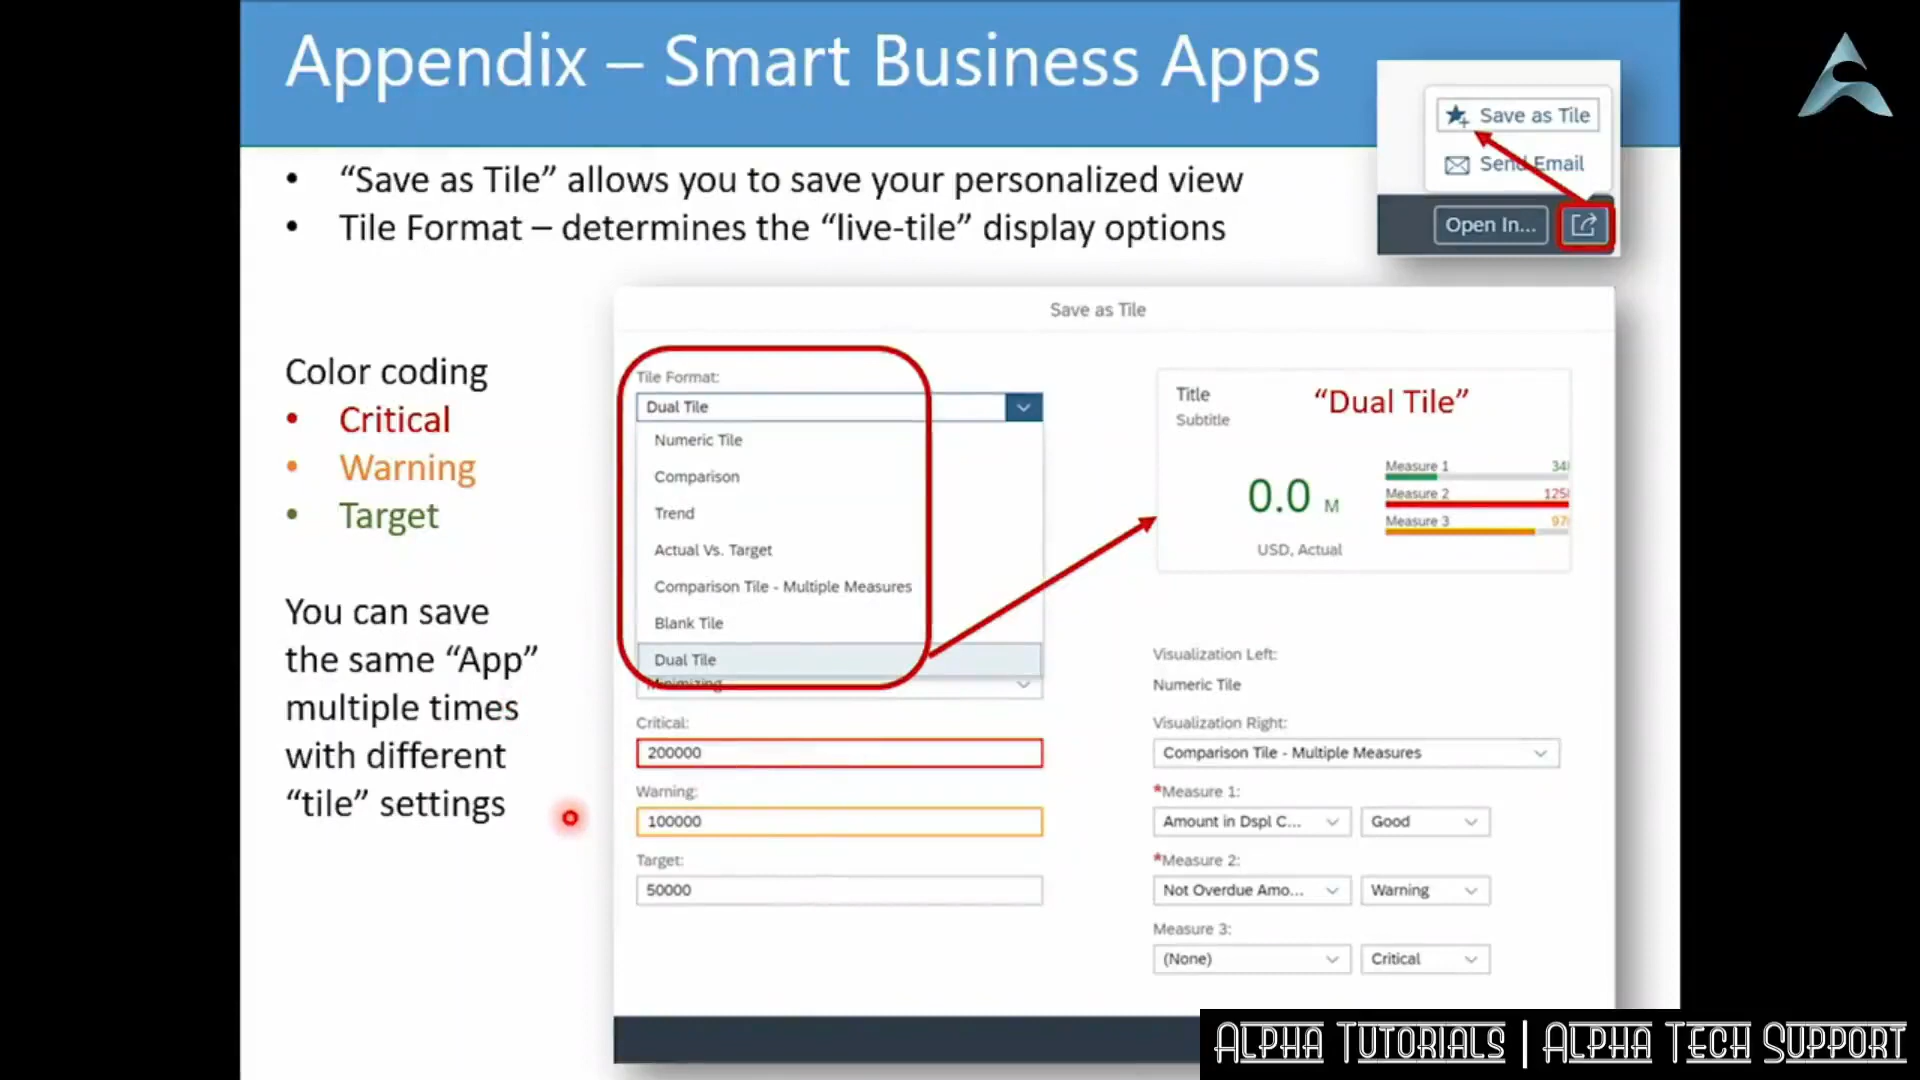 Appendix – Smart Business Apps
Save as Tile
Send Email
Open In...
• “Save as Tile” allows you to save your personalized view
• Tile Format – determines the “live-tile” display options
Color coding
• Critical
• Warning
• Target
You can save
the same “App”
multiple times
with different
“tile” settings
Save as Tile
Tile Format:
Dual Tile
Numeric Tile
Comparison
Trend
Actual Vs. Target
Comparison Tile - Multiple Measures
Blank Tile
Dual Tile
Minimizing
Critical:
200000
Warning:
100000
Target:
50000
Title
“Dual Tile”
Subtitle
0.0 M
USD, Actual
Measure 1 34
Measure 2 125
Measure 3 97
Visualization Left:
Numeric Tile
Visualization Right:
Comparison Tile - Multiple Measures
*Measure 1:
Amount in Dspl C... Good
*Measure 2:
Not Overdue Amo... Warning
Measure 3:
(None) Critical
Alpha Tutorials | Alpha Tech Support